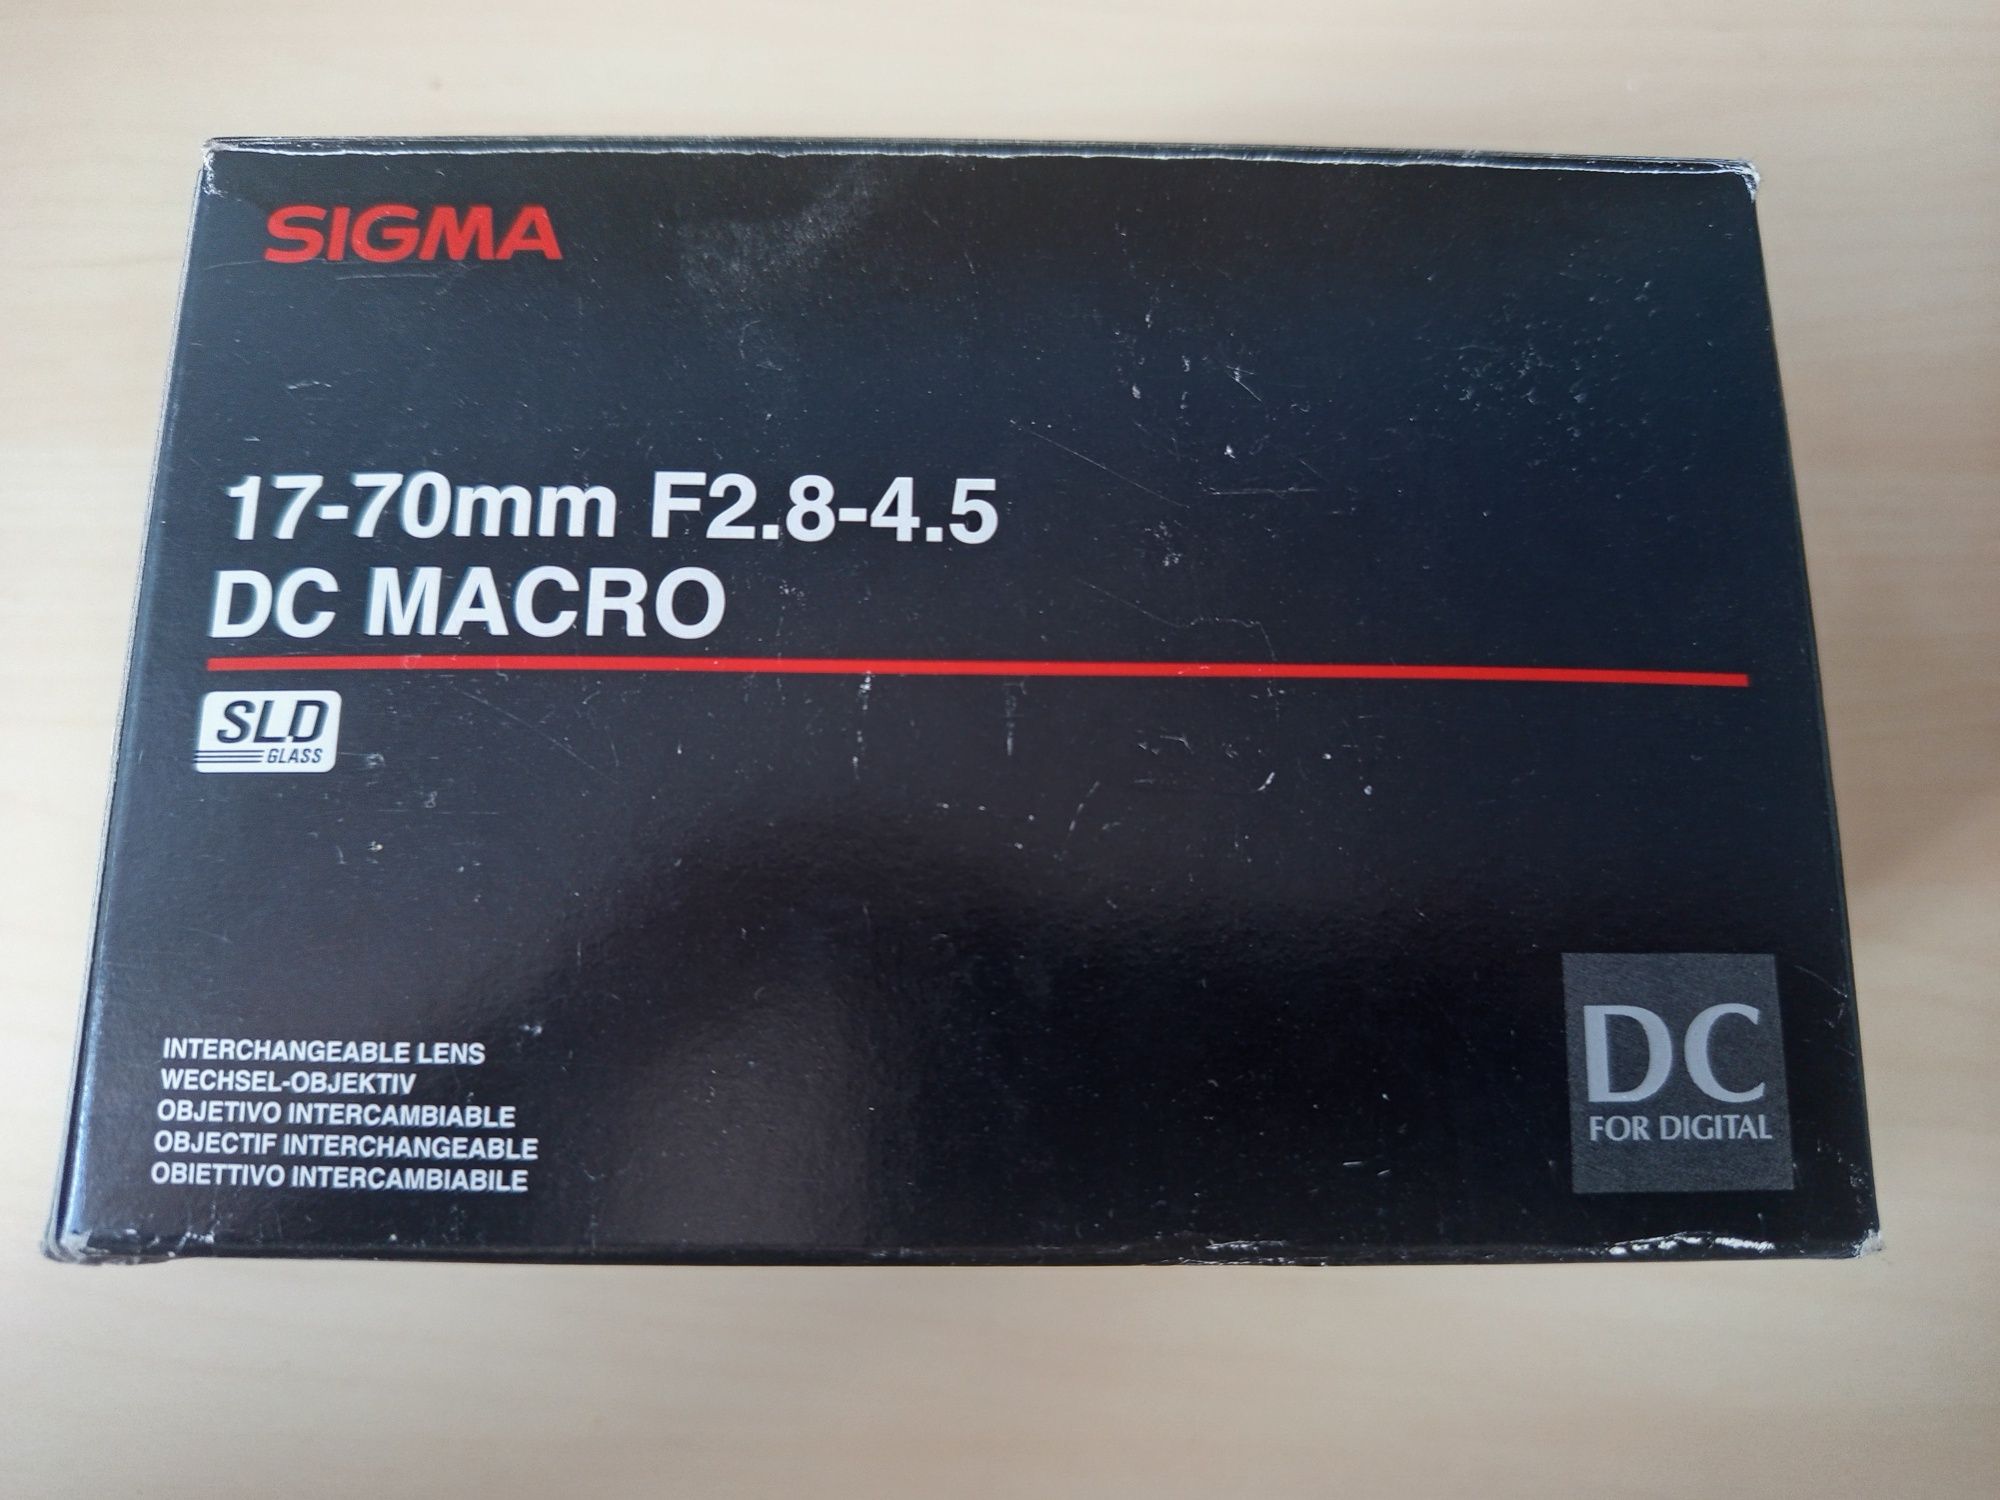 SIGMA
17-70mm F2.8-4.5
DC MACRO
SLD
GLASS
INTERCHANGEABLE LENS
WECHSEL-OBJEKTIV
OBJETIVO INTERCAMBIABLE
OBJECTIF INTERCHANGEABLE
OBIETTIVO INTERCAMBIABILE
DC
FOR DIGITAL